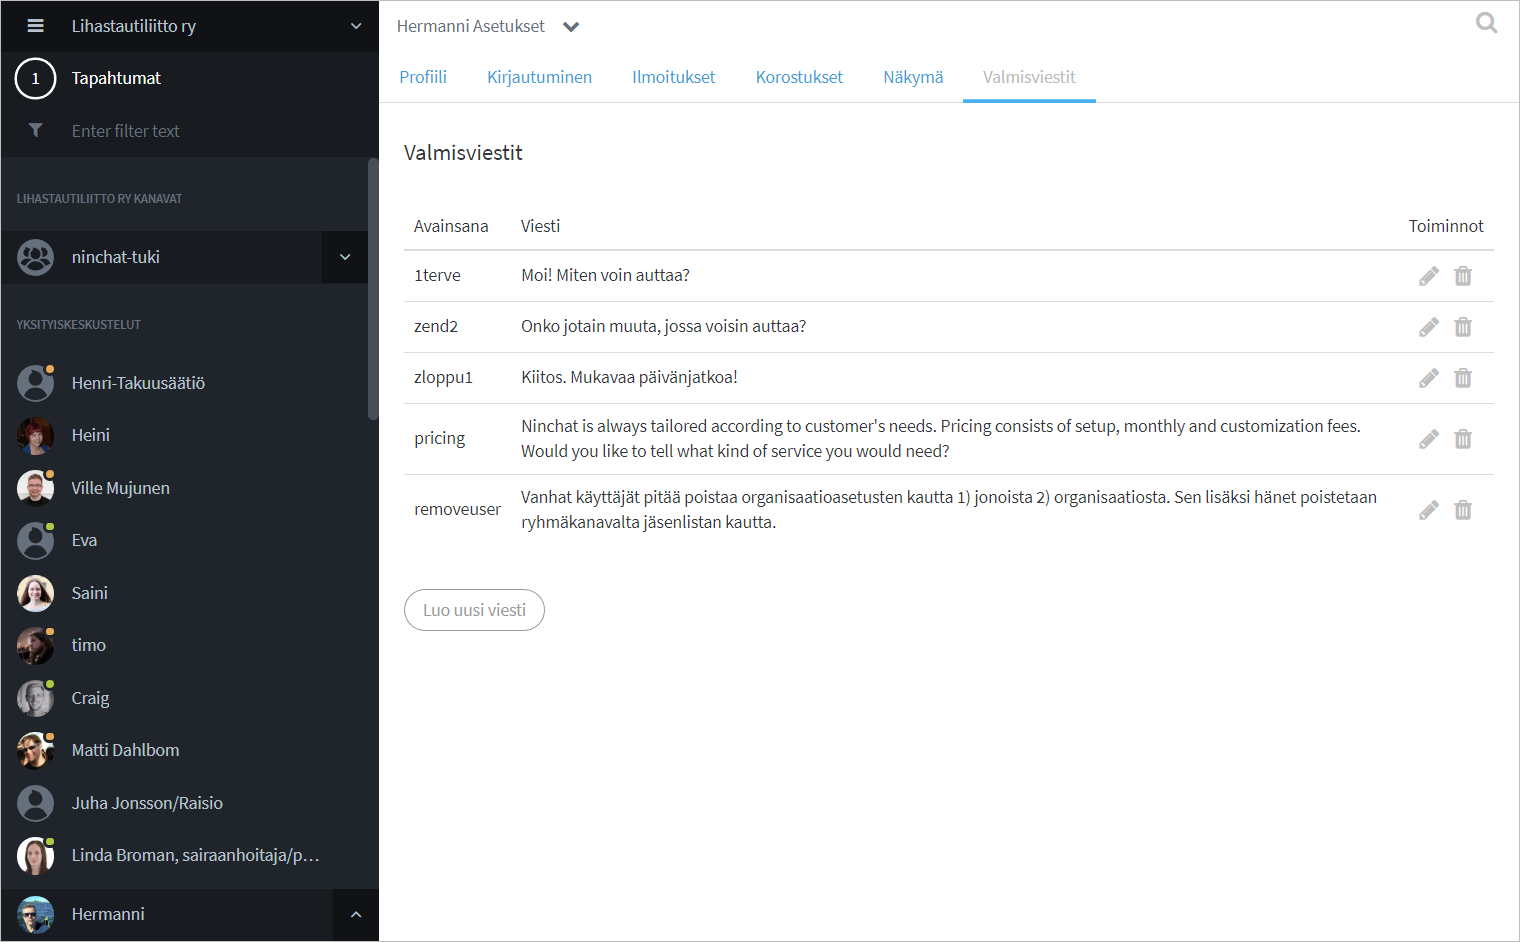 Lihastautiliitto ry
1 Tapahtumat
Enter filter text
LIHASTAUTILIITTO RY KANAVAT
ninchat-tuki
YKSITYISKESKUSTELUT
Henri-Takuusäätiö
Heini
Ville Mujunen
Eva
Saini
timo
Craig
Matti Dahlbom
Juha Jonsson/Raisio
Linda Broman, sairaanhoitaja/p…
Hermanni
Hermanni Asetukset
Profiili Kirjautuminen Ilmoitukset Korostukset Näkymä Valmisviestit
Valmisviestit
Avainsana Viesti Toiminnot
1terve Moi! Miten voin auttaa?
zend2 Onko jotain muuta, jossa voisin auttaa?
zloppu1 Kiitos. Mukavaa päivänjatkoa!
pricing Ninchat is always tailored according to customer's needs. Pricing consists of setup, monthly and customization fees.
Would you like to tell what kind of service you would need?
removeuser Vanhat käyttäjät pitää poistaa organisaatioasetusten kautta 1) jonoista 2) organisaatiosta. Sen lisäksi hänet poistetaan
ryhmäkanavalta jäsenlistan kautta.
Luo uusi viesti